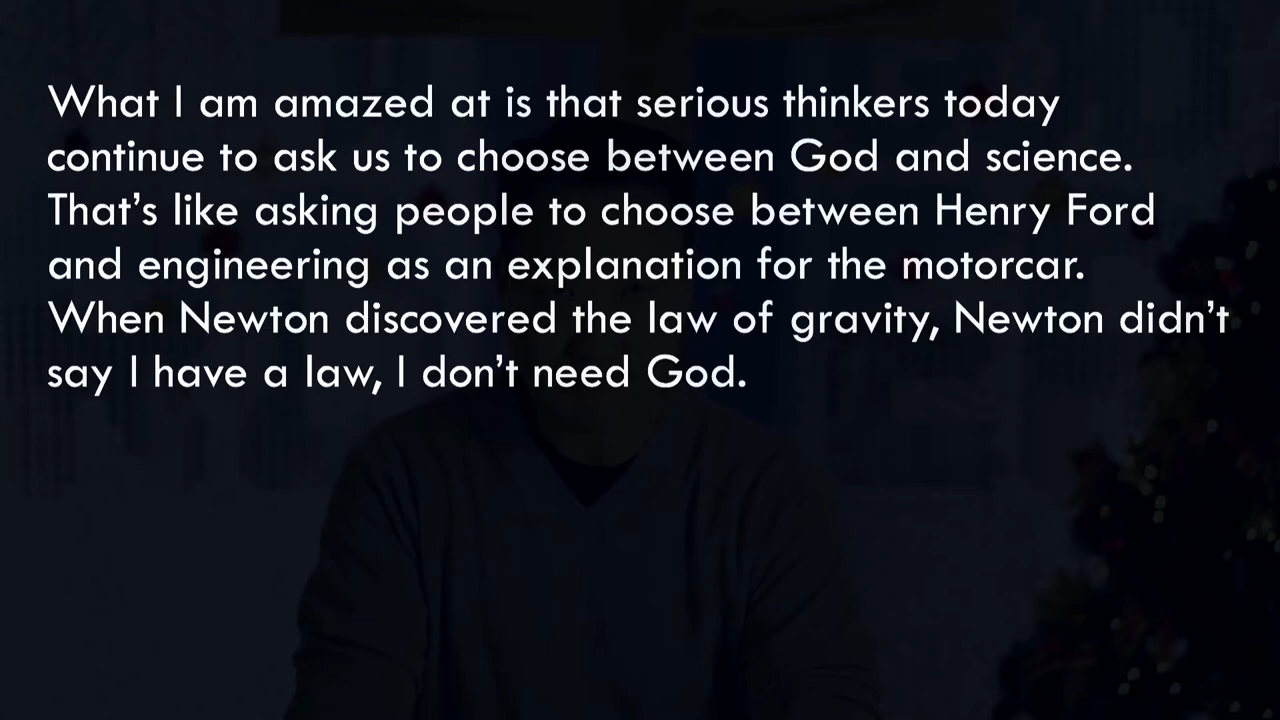 What I am amazed at is that serious thinkers today
continue to ask us to choose between God and science.
That’s like asking people to choose between Henry Ford
and engineering as an explanation for the motorcar.
When Newton discovered the law of gravity, Newton didn’t
say I have a law, I don’t need God.